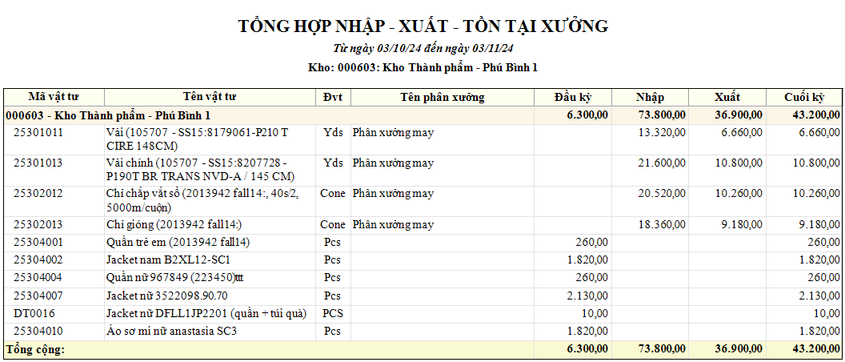 TỔNG HỢP NHẬP - XUẤT - TỒN TẠI XƯỞNG
Từ ngày 03/10/24 đến ngày 03/11/24
Kho: 000603: Kho Thành phẩm - Phú Bình 1
Mã vật tư Tên vật tư Đvt Tên phân xưởng Đầu kỳ Nhập Xuất Cuối kỳ
000603 - Kho Thành phẩm - Phú Bình 1 6.300,00 73.800,00 36.900,00 43.200,00
25301011 Vải (105707 - SS15:8179061-P210 T Yds Phân xưởng may 13.320,00 6.660,00 6.660,00
CIRE 148CM)
25301013 Vải chính (105707 - SS15:8207728 - Yds Phân xưởng may 21.600,00 10.800,00 10.800,00
P190T BR TRANS NVD-A / 145 CM)
25302012 Chỉ chắp vắt sổ (2013942 fall14:, 40s/2, Cone Phân xưởng may 20.520,00 10.260,00 10.260,00
5000m/cuộn)
25302013 Chỉ gióng (2013942 fall14:) Cone Phân xưởng may 18.360,00 9.180,00 9.180,00
25304001 Quần trẻ em (2013942 fall14) Pcs 260,00 260,00
25304002 Jacket nam B2XL12-SC1 Pcs 1.820,00 1.820,00
25304004 Quần nữ 967849 (223450)ttt Pcs 260,00 260,00
25304007 Jacket nữ 3522098.90.70 Pcs 2.130,00 2.130,00
DT0016 Jacket nữ DFLL1JP2201 (quần + túi quà) PCS 10,00 10,00
25304010 Áo sơ mi nữ anastasia SC3 Pcs 1.820,00 1.820,00
Tổng cộng: 6.300,00 73.800,00 36.900,00 43.200,00